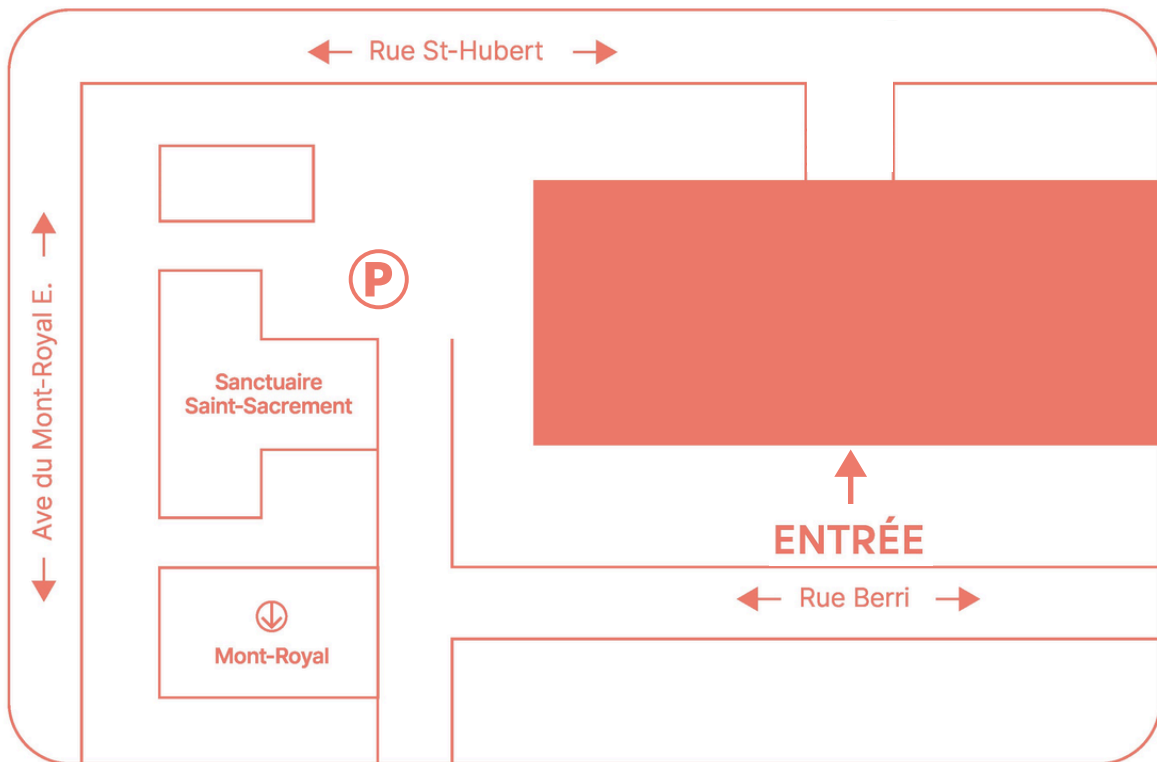 Rue St-Hubert
Ave du Mont-Royal E.
P
Sanctuaire
Saint-Sacrement
ENTRÉE
Rue Berri
Mont-Royal